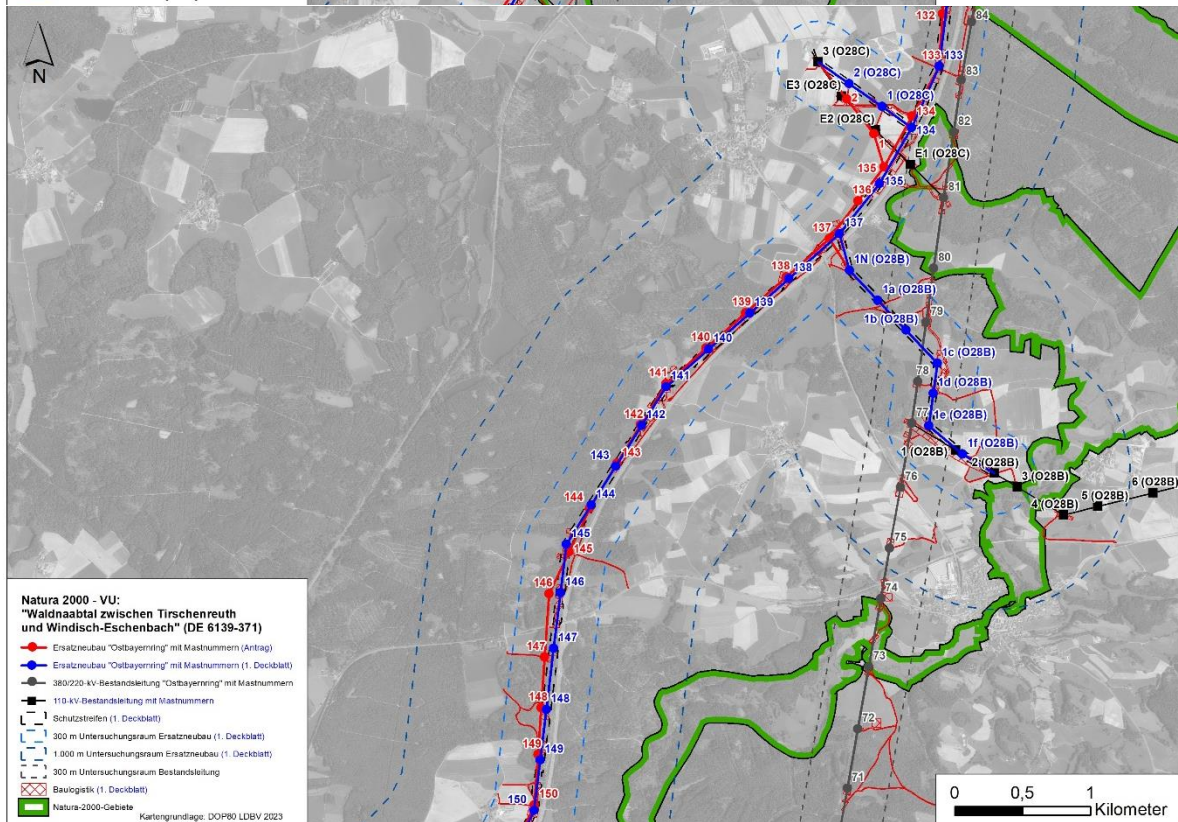 132
84
133
83
3 (O28C)
2 (O28C)
E3 (O28C)
2
1 (O28C)
134
82
E2 (O28C)
134
1
E1 (O28C)
135
135
81
136
137
137
1N (O28B)
80
138
138
1a (O28B)
139
139
1b (O28B)
79
140
140
1c (O28B)
141
141
78
1d (O28B)
142
142
77
1e (O28B)
143
143
1f (O28B)
1 (O28B)
2 (O28B)
76
3 (O28B)
6 (O28B)
5 (O28B)
4 (O28B)
144
144
145
145
75
146
146
74
147
147
73
148
148
72
149
149
71
150
150
N
Natura 2000 - VU:
"Waldnaabtal zwischen Tirschenreuth
und Windisch-Eschenbach" (DE 6139-371)
Ersatzneubau "Ostbayernring" mit Mastnummern (Antrag)
Ersatzneubau "Ostbayernring" mit Mastnummern (1. Deckblatt)
380/220-kV-Bestandsleitung "Ostbayernring" mit Mastnummern
110-kV-Bestandsleitung mit Mastnummern
Schutzstreifen (1. Deckblatt)
300 m Untersuchungsraum Ersatzneubau (1. Deckblatt)
1.000 m Untersuchungsraum Ersatzneubau (1. Deckblatt)
300 m Untersuchungsraum Bestandsleitung
Baulogistik (1. Deckblatt)
Natura-2000-Gebiete
Kartengrundlage: DOP80 LDBV 2023
0 0,5 1
Kilometer